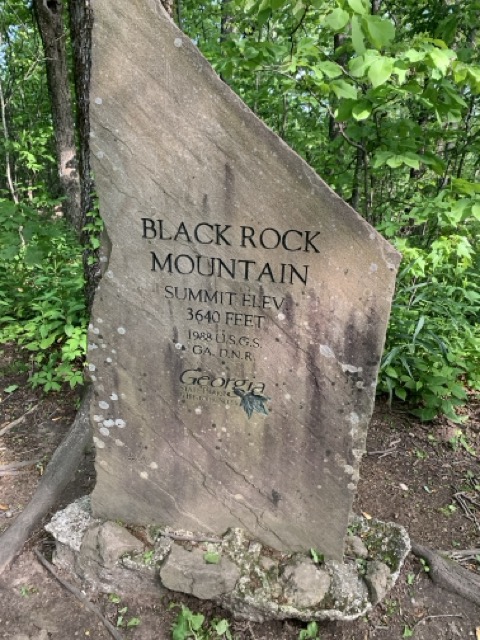 BLACK ROCK
MOUNTAIN
SUMMIT ELEV
3640 FEET
1988 U.S.G.S.
GA. D.N.R.
Georgia